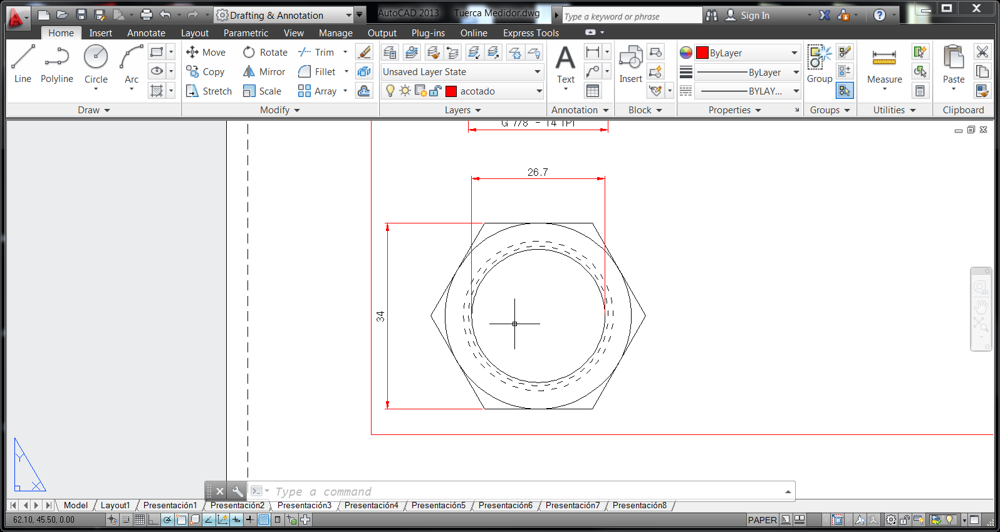 Drafting & Annotation
AutoCAD 2013 Tuerca Medidor.dwg
Type a keyword or phrase
Sign In
Home Insert Annotate Layout Parametric View Manage Output Plug-ins Online Express Tools
Line Polyline Circle Arc
Move Rotate Trim
Copy Mirror Fillet
Stretch Scale Array
Unsaved Layer State
acotado
Text
Insert
ByLayer
ByLayer
BYLAY...
Group
Measure
Paste
Draw Modify Layers Annotation Block Properties Groups Utilities Clipboard
G 7/8" - 14 TPI
26.7
34
2D
Y
X
Type a command
Model Layout1 Presentación1 Presentación2 Presentación3 Presentación4 Presentación5 Presentación6 Presentación7 Presentación8
62.10, 45.50, 0.00
PAPER